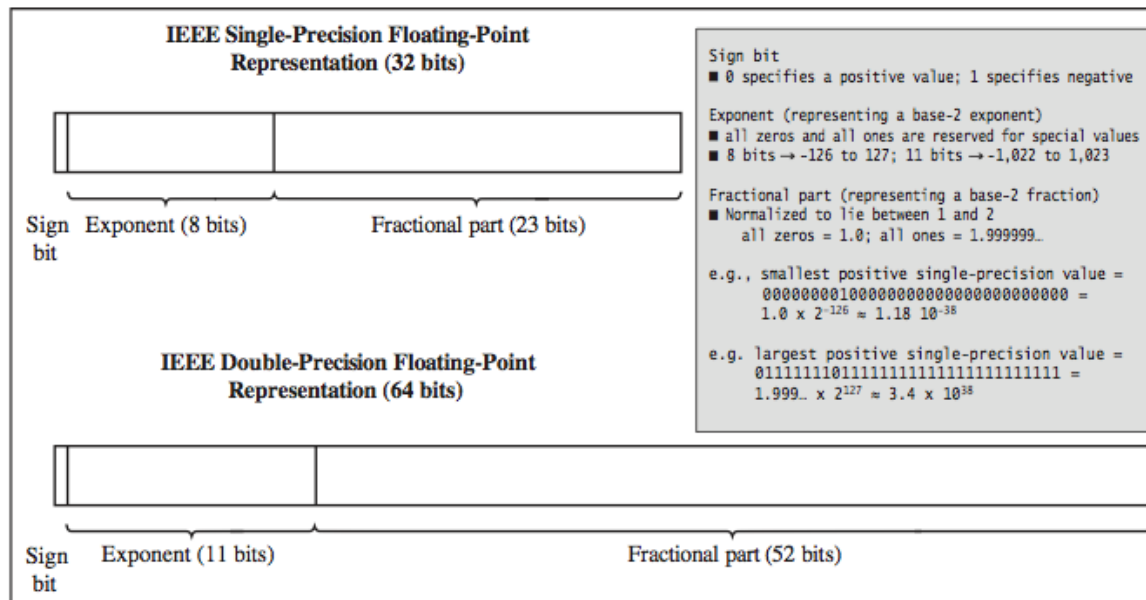 IEEE Single-Precision Floating-Point
Representation (32 bits)
Sign
bit
Exponent (8 bits)
Fractional part (23 bits)
IEEE Double-Precision Floating-Point
Representation (64 bits)
Sign
bit
Exponent (11 bits)
Fractional part (52 bits)
Sign bit
■ 0 specifies a positive value; 1 specifies negative
Exponent (representing a base-2 exponent)
■ all zeros and all ones are reserved for special values
■ 8 bits → -126 to 127; 11 bits → -1,022 to 1,023
Fractional part (representing a base-2 fraction)
■ Normalized to lie between 1 and 2
all zeros = 1.0; all ones = 1.999999…
e.g., smallest positive single-precision value =
00000000100000000000000000000000 =
1.0 x 2⁻¹²⁶ ≈ 1.18 10⁻³⁸
e.g. largest positive single-precision value =
01111111011111111111111111111111 =
1.999… x 2¹²⁷ ≈ 3.4 x 10³⁸